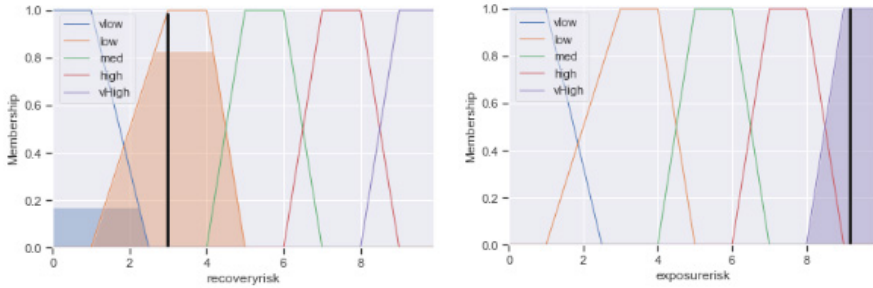 1.0
0.8
0.6
0.4
0.2
0.0
Membership
vlow
low
med
high
vHigh
0 2 4 6 8
recoveryrisk
1.0
0.8
0.6
0.4
0.2
0.0
Membership
vlow
low
med
high
vHigh
0 2 4 6 8
exposurerisk